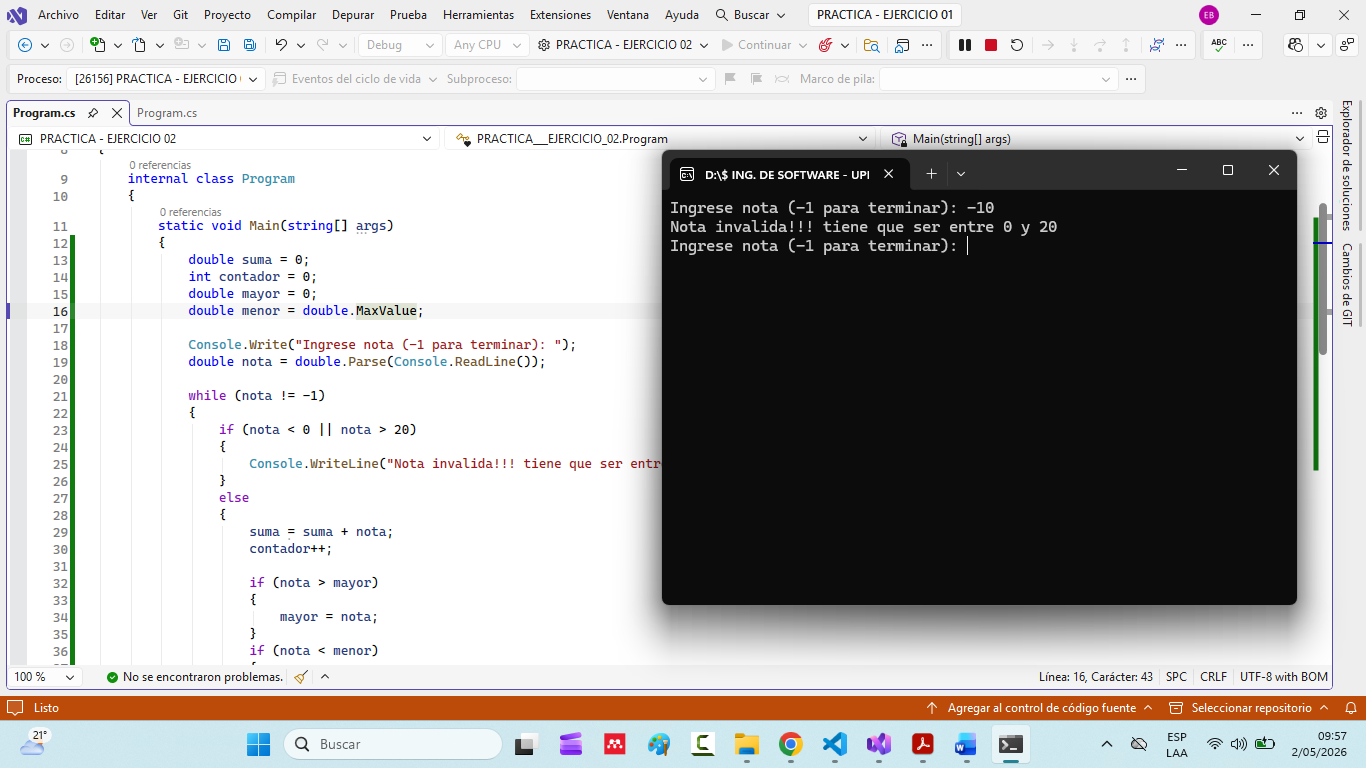 Archivo Editar Ver Git Proyecto Compilar Depurar Prueba Herramientas Extensiones Ventana Ayuda Buscar PRACTICA - EJERCICIO 01 EB
Debug Any CPU PRACTICA - EJERCICIO 02 Continuar ABC
Proceso: [26156] PRACTICA - EJERCICIO Eventos del ciclo de vida Subproceso: Marco de pila:
Program.cs Program.cs
C# PRACTICA - EJERCICIO 02 PRACTICA___EJERCICIO_02.Program Main(string[] args)
0 referencias
9 internal class Program
10 {
0 referencias
11 static void Main(string[] args)
12 {
13 double suma = 0;
14 int contador = 0;
15 double mayor = 0;
16 double menor = double.MaxValue;
17
18 Console.Write("Ingrese nota (-1 para terminar): ");
19 double nota = double.Parse(Console.ReadLine());
20
21 while (nota != -1)
22 {
23 if (nota < 0 || nota > 20)
24 {
25 Console.WriteLine("Nota invalida!!! tiene que ser entr
26 }
27 else
28 {
29 suma = suma + nota;
30 contador++;
31
32 if (nota > mayor)
33 {
34 mayor = nota;
35 }
36 if (nota < menor)
D:\$ ING. DE SOFTWARE - UPI
Ingrese nota (-1 para terminar): -10
Nota invalida!!! tiene que ser entre 0 y 20
Ingrese nota (-1 para terminar):
Explorador de soluciones
Cambios de GIT
100 % No se encontraron problemas. Línea: 16, Carácter: 43 SPC CRLF UTF-8 with BOM
Listo Agregar al control de código fuente Seleccionar repositorio
21° Buscar ESP LAA 09:57
2/05/2026